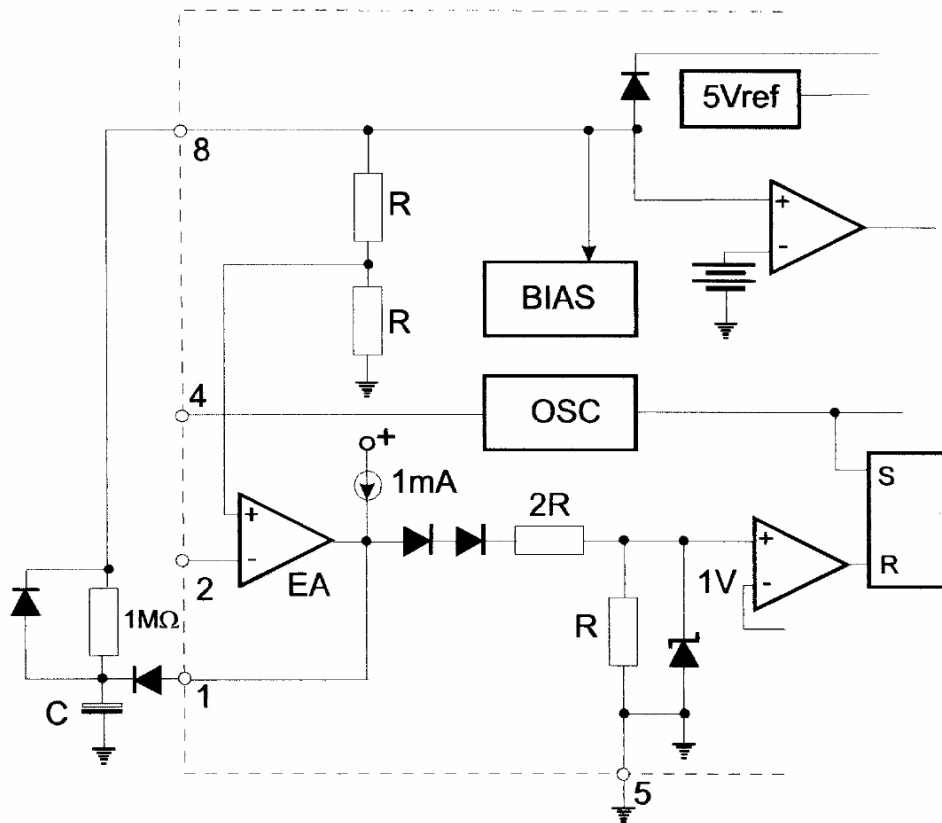 5Vref
8
R
+
-
BIAS
R
4
OSC
+
1mA
S
2R
+
-
EA
2
+
1V
-
R
1MΩ
R
1
C
5